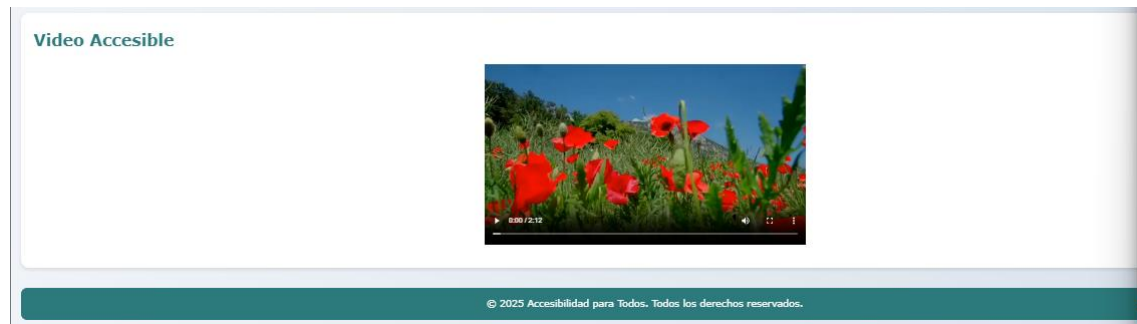 Video Accesible
0:00 / 2:12
© 2025 Accesibilidad para Todos. Todos los derechos reservados.